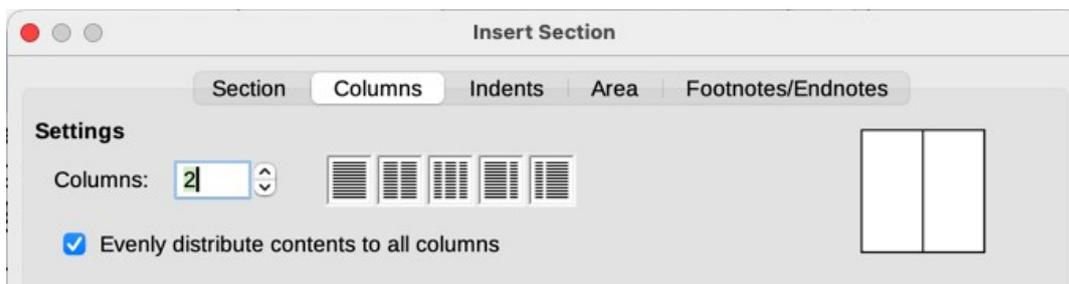 Insert Section
Section Columns Indents Area Footnotes/Endnotes
Settings
Columns: 2
Evenly distribute contents to all columns